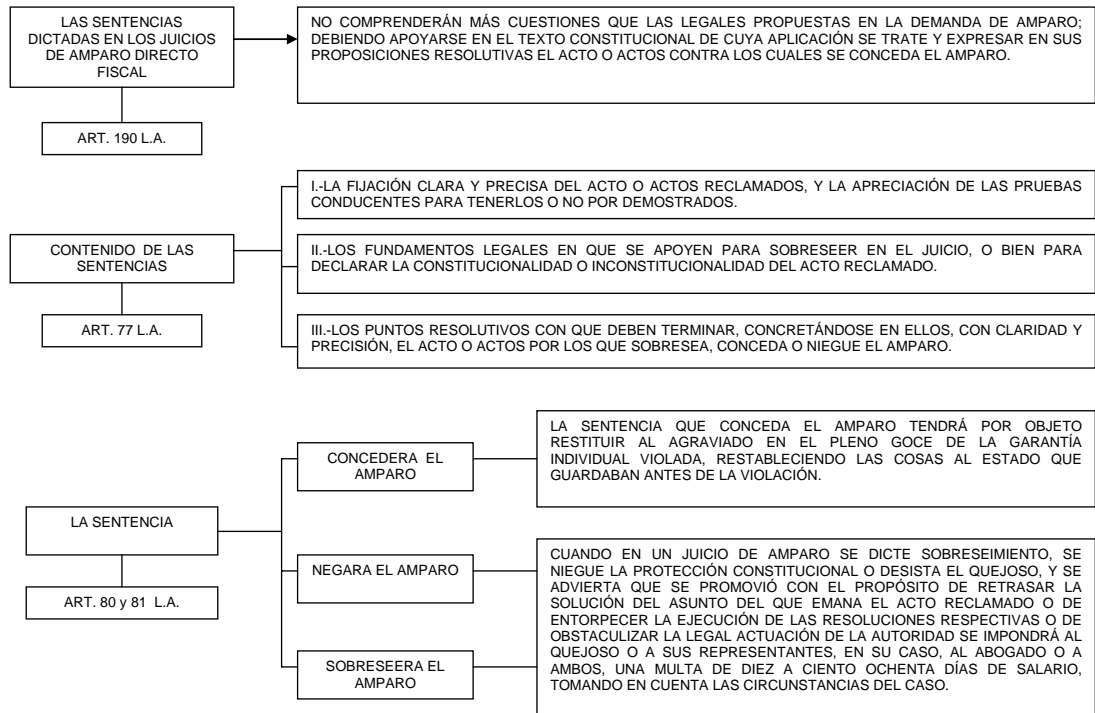 LAS SENTENCIAS
DICTADAS EN LOS JUICIOS
DE AMPARO DIRECTO
FISCAL
NO COMPRENDERÁN MÁS CUESTIONES QUE LAS LEGALES PROPUESTAS EN LA DEMANDA DE AMPARO;
DEBIENDO APOYARSE EN EL TEXTO CONSTITUCIONAL DE CUYA APLICACIÓN SE TRATE Y EXPRESAR EN SUS
PROPOSICIONES RESOLUTIVAS EL ACTO O ACTOS CONTRA LOS CUALES SE CONCEDA EL AMPARO.
ART. 190 L.A.
CONTENIDO DE LAS
SENTENCIAS
ART. 77 L.A.
I.-LA FIJACIÓN CLARA Y PRECISA DEL ACTO O ACTOS RECLAMADOS, Y LA APRECIACIÓN DE LAS PRUEBAS
CONDUCENTES PARA TENERLOS O NO POR DEMOSTRADOS.
II.-LOS FUNDAMENTOS LEGALES EN QUE SE APOYEN PARA SOBRESEER EN EL JUICIO, O BIEN PARA
DECLARAR LA CONSTITUCIONALIDAD O INCONSTITUCIONALIDAD DEL ACTO RECLAMADO.
III.-LOS PUNTOS RESOLUTIVOS CON QUE DEBEN TERMINAR, CONCRETÁNDOSE EN ELLOS, CON CLARIDAD Y
PRECISIÓN, EL ACTO O ACTOS POR LOS QUE SOBRESEA, CONCEDA O NIEGUE EL AMPARO.
LA SENTENCIA
ART. 80 y 81 L.A.
CONCEDERA EL
AMPARO
LA SENTENCIA QUE CONCEDA EL AMPARO TENDRÁ POR OBJETO
RESTITUIR AL AGRAVIADO EN EL PLENO GOCE DE LA GARANTÍA
INDIVIDUAL VIOLADA, RESTABLECIENDO LAS COSAS AL ESTADO QUE
GUARDABAN ANTES DE LA VIOLACIÓN.
NEGARA EL AMPARO
SOBRESEERA EL
AMPARO
CUANDO EN UN JUICIO DE AMPARO SE DICTE SOBRESEIMIENTO, SE
NIEGUE LA PROTECCIÓN CONSTITUCIONAL O DESISTA EL QUEJOSO, Y SE
ADVIERTA QUE SE PROMOVIÓ CON EL PROPÓSITO DE RETRASAR LA
SOLUCIÓN DEL ASUNTO DEL QUE EMANA EL ACTO RECLAMADO O DE
ENTORPECER LA EJECUCIÓN DE LAS RESOLUCIONES RESPECTIVAS O DE
OBSTACULIZAR LA LEGAL ACTUACIÓN DE LA AUTORIDAD SE IMPONDRÁ AL
QUEJOSO O A SUS REPRESENTANTES, EN SU CASO, AL ABOGADO O A
AMBOS, UNA MULTA DE DIEZ A CIENTO OCHENTA DÍAS DE SALARIO,
TOMANDO EN CUENTA LAS CIRCUNSTANCIAS DEL CASO.